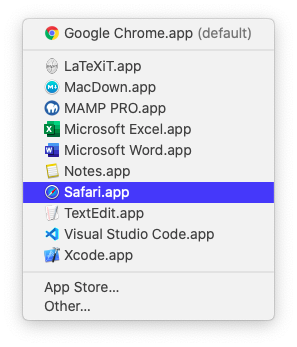 Google Chrome.app (default)
LaTeXiT.app
MacDown.app
MAMP PRO.app
Microsoft Excel.app
Microsoft Word.app
Notes.app
Safari.app
TextEdit.app
Visual Studio Code.app
Xcode.app
App Store...
Other...